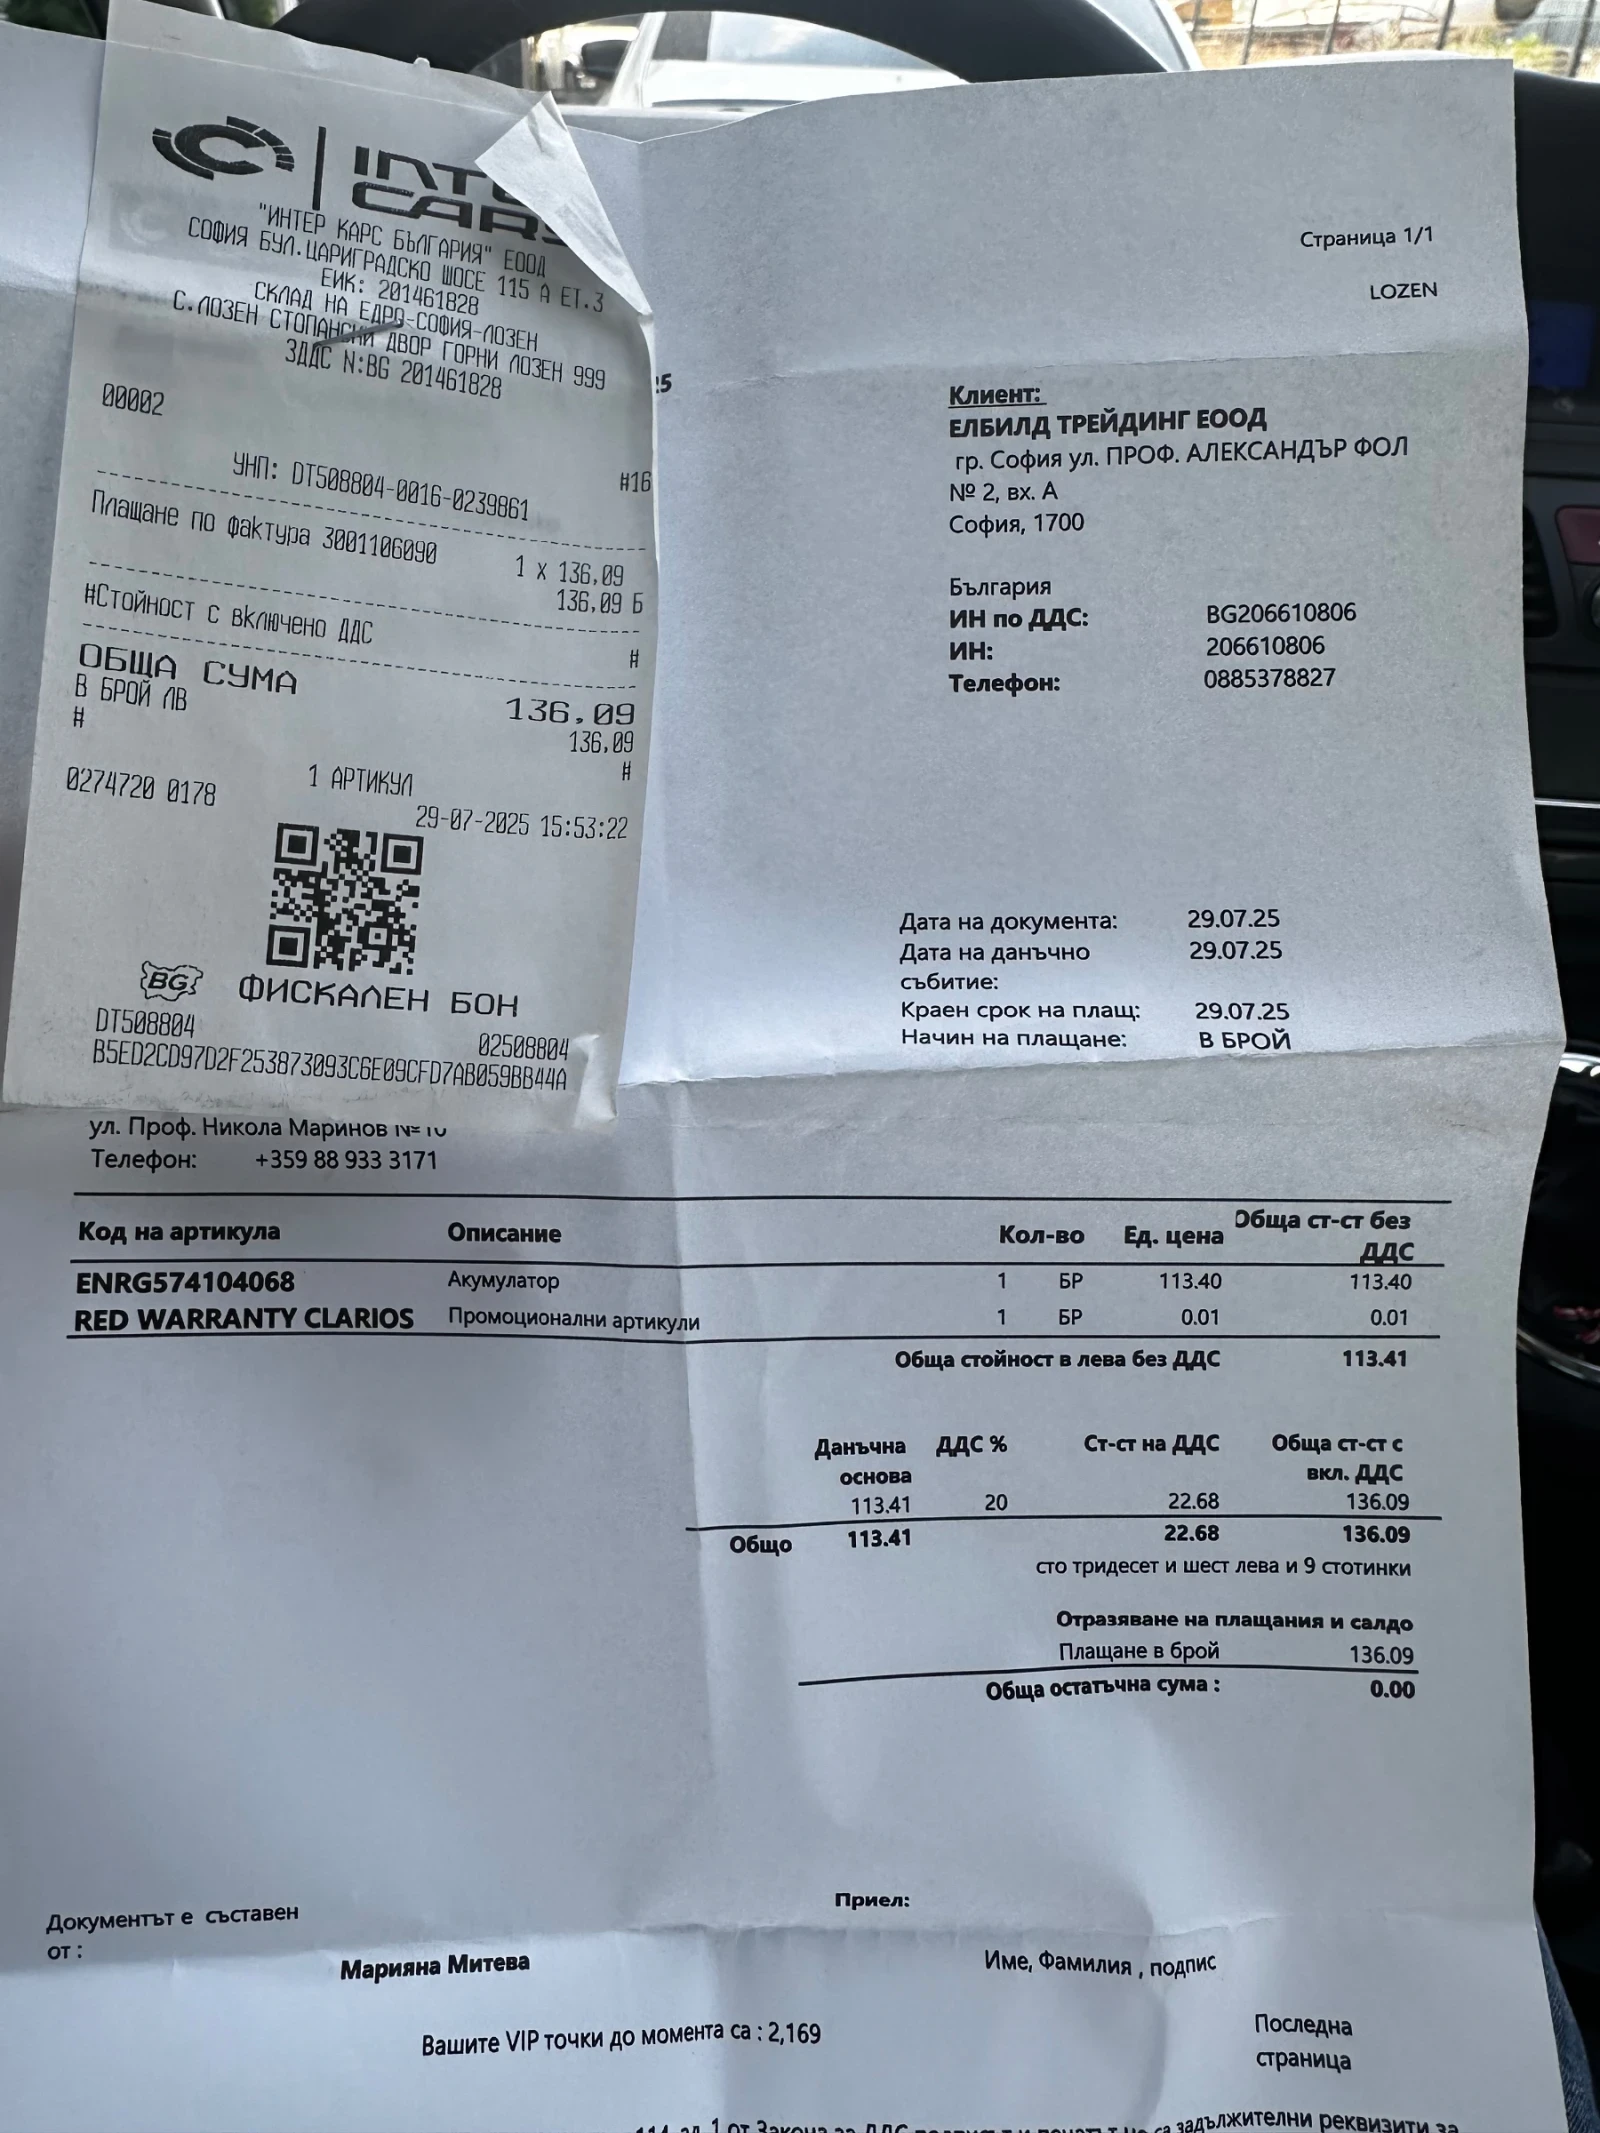 "ИНТЕР КАРС БЪЛГАРИЯ" ЕООД
СОФИЯ БУЛ.ЦАРИГРАДСКО ШОСЕ 115 А ЕТ.3
ЕИК: 201461828
СКЛАД НА ЕДРО-СОФИЯ-ЛОЗЕН
С.ЛОЗЕН СТОПАНСКИ ДВОР ГОРНИ ЛОЗЕН 999
ЗДДС N:BG 201461828
00002
#16
УНП: DT508804-0016-0239861
Плащане по фактура 3001106090
1 X 136,09
136,09 Б
#Стойност с включено ДДС
#
ОБЩА СУМА 136,09
В БРОЙ ЛВ 136,09
# #
1 АРТИКУЛ
0274720 0178 29-07-2025 15:53:22
BG ФИСКАЛЕН БОН
DT508804 02508804
B5ED2CD97D2F253873093C6E09CFD7AB059BB44A
Страница 1/1
LOZEN
Клиент:
ЕЛБИЛД ТРЕЙДИНГ ЕООД
гр. София ул. ПРОФ. АЛЕКСАНДЪР ФОЛ
№ 2, вх. А
София, 1700
България
ИН по ДДС: BG206610806
ИН: 206610806
Телефон: 0885378827
Дата на документа: 29.07.25
Дата на данъчно 29.07.25
събитие:
Краен срок на плащ: 29.07.25
Начин на плащане: В БРОЙ
ул. Проф. Никола Маринов
Телефон: +359 88 933 3171
Код на артикула Описание Кол-во Ед. цена Обща ст-ст без
ДДС
ENRG574104068 Акумулатор 1 БР 113.40 113.40
RED WARRANTY CLARIOS Промоционални артикули 1 БР 0.01 0.01
Обща стойност в лева без ДДС 113.41
Данъчна ДДС % Ст-ст на ДДС Обща ст-ст с
основа вкл. ДДС
113.41 20 22.68 136.09
Общо 113.41 22.68 136.09
сто тридесет и шест лева и 9 стотинки
Отразяване на плащания и салдо
Плащане в брой 136.09
Обща остатъчна сума : 0.00
Приел:
Документът е съставен
от :
Марияна Митева
Име, Фамилия , подпис
Вашите VIP точки до момента са : 2,169
Последна
страница
1 от Закона за ДДС задължителни реквизити за